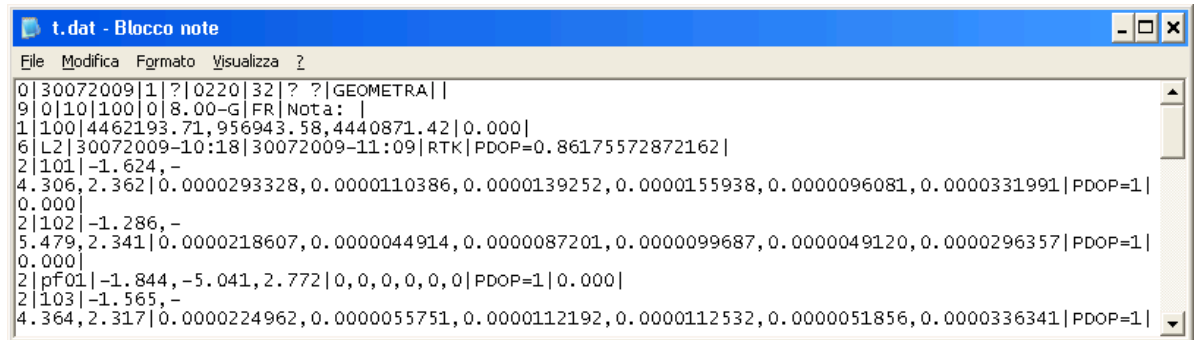 t.dat - Blocco note
File Modifica Formato Visualizza ?
0|30072009|1|?|0220|32|? ?|GEOMETRA||
9|0|10|100|0|8.00-G|FR|Nota: |
1|100|4462193.71,956943.58,4440871.42|0.000|
6|L2|30072009-10:18|30072009-11:09|RTK|PDOP=0.86175572872162|
2|101|-1.624,-
4.306,2.362|0.0000293328,0.0000110386,0.0000139252,0.0000155938,0.0000096081,0.0000331991|PDOP=1|
0.000|
2|102|-1.286,-
5.479,2.341|0.0000218607,0.0000044914,0.0000087201,0.0000099687,0.0000049120,0.0000296357|PDOP=1|
0.000|
2|pf01|-1.844,-5.041,2.772|0,0,0,0,0,0|PDOP=1|0.000|
2|103|-1.565,-
4.364,2.317|0.0000224962,0.0000055751,0.0000112192,0.0000112532,0.0000051856,0.0000336341|PDOP=1|